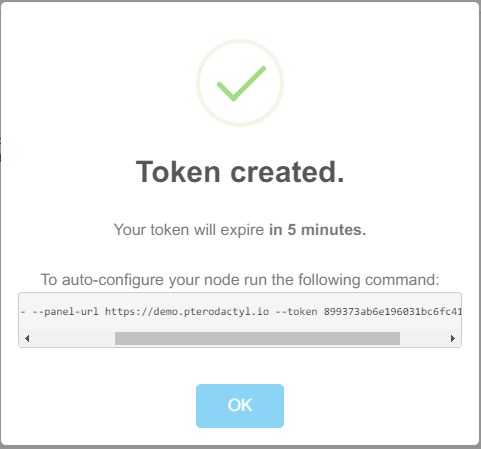 Token created.
Your token will expire in 5 minutes.
To auto-configure your node run the following command:
- --panel-url https://demo.pterodactyl.io --token 899373ab6e196031bc6fc41
OK